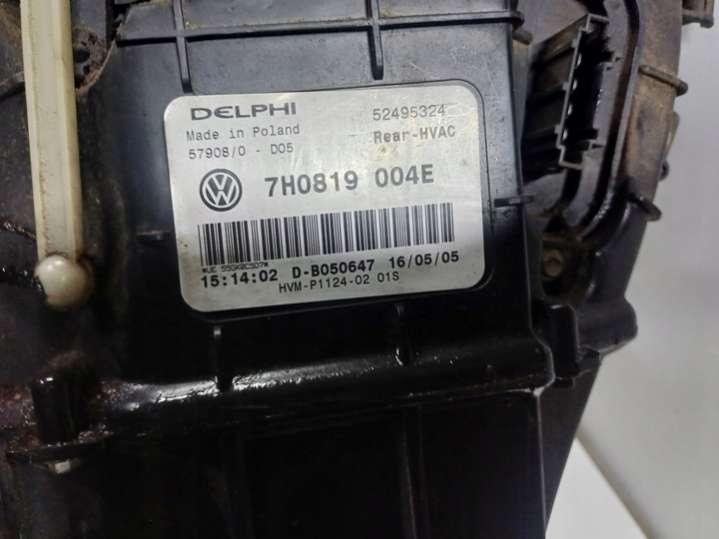 DELPHI 52495324
Made in Poland Rear-HVAC
57908/0 - D05
VW 7H0819 004E
15:14:02 D-B050647 16/05/05
HVM-P1124-02 01S